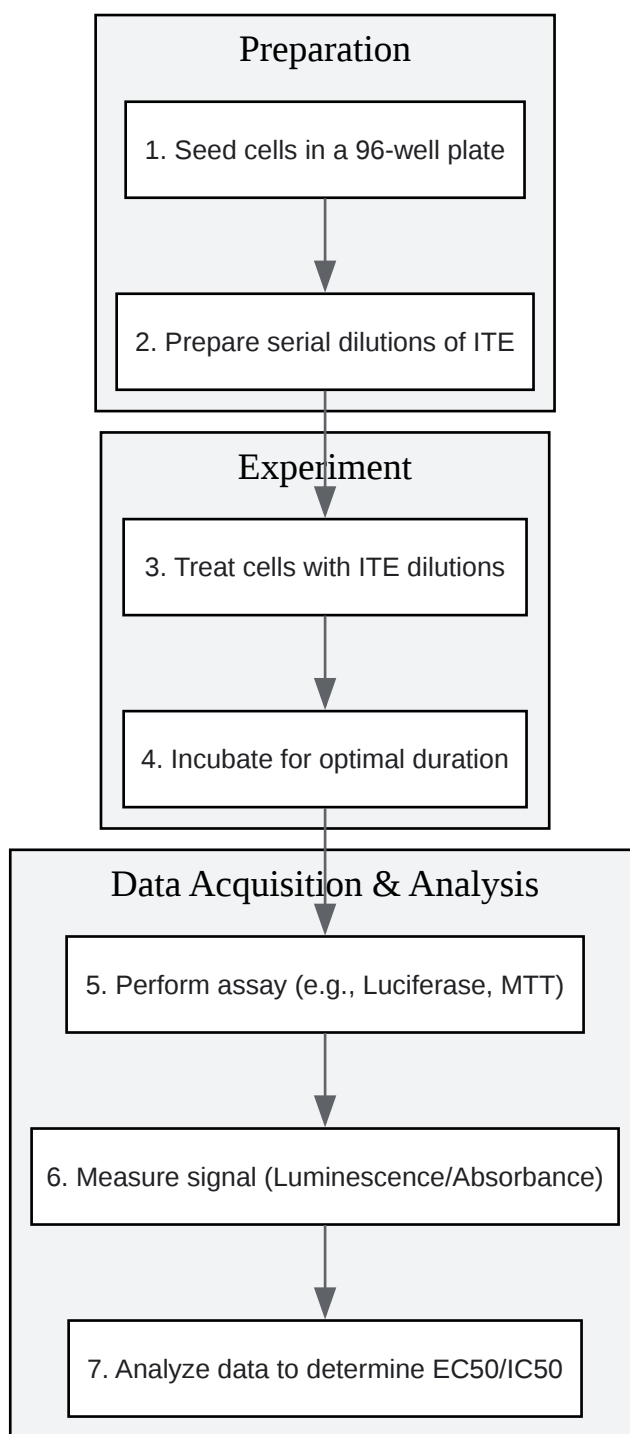 Preparation
1. Seed cells in a 96-well plate
2. Prepare serial dilutions of ITE
Experiment
3. Treat cells with ITE dilutions
4. Incubate for optimal duration
Data Acquisition & Analysis
5. Perform assay (e.g., Luciferase, MTT)
6. Measure signal (Luminescence/Absorbance)
7. Analyze data to determine EC50/IC50